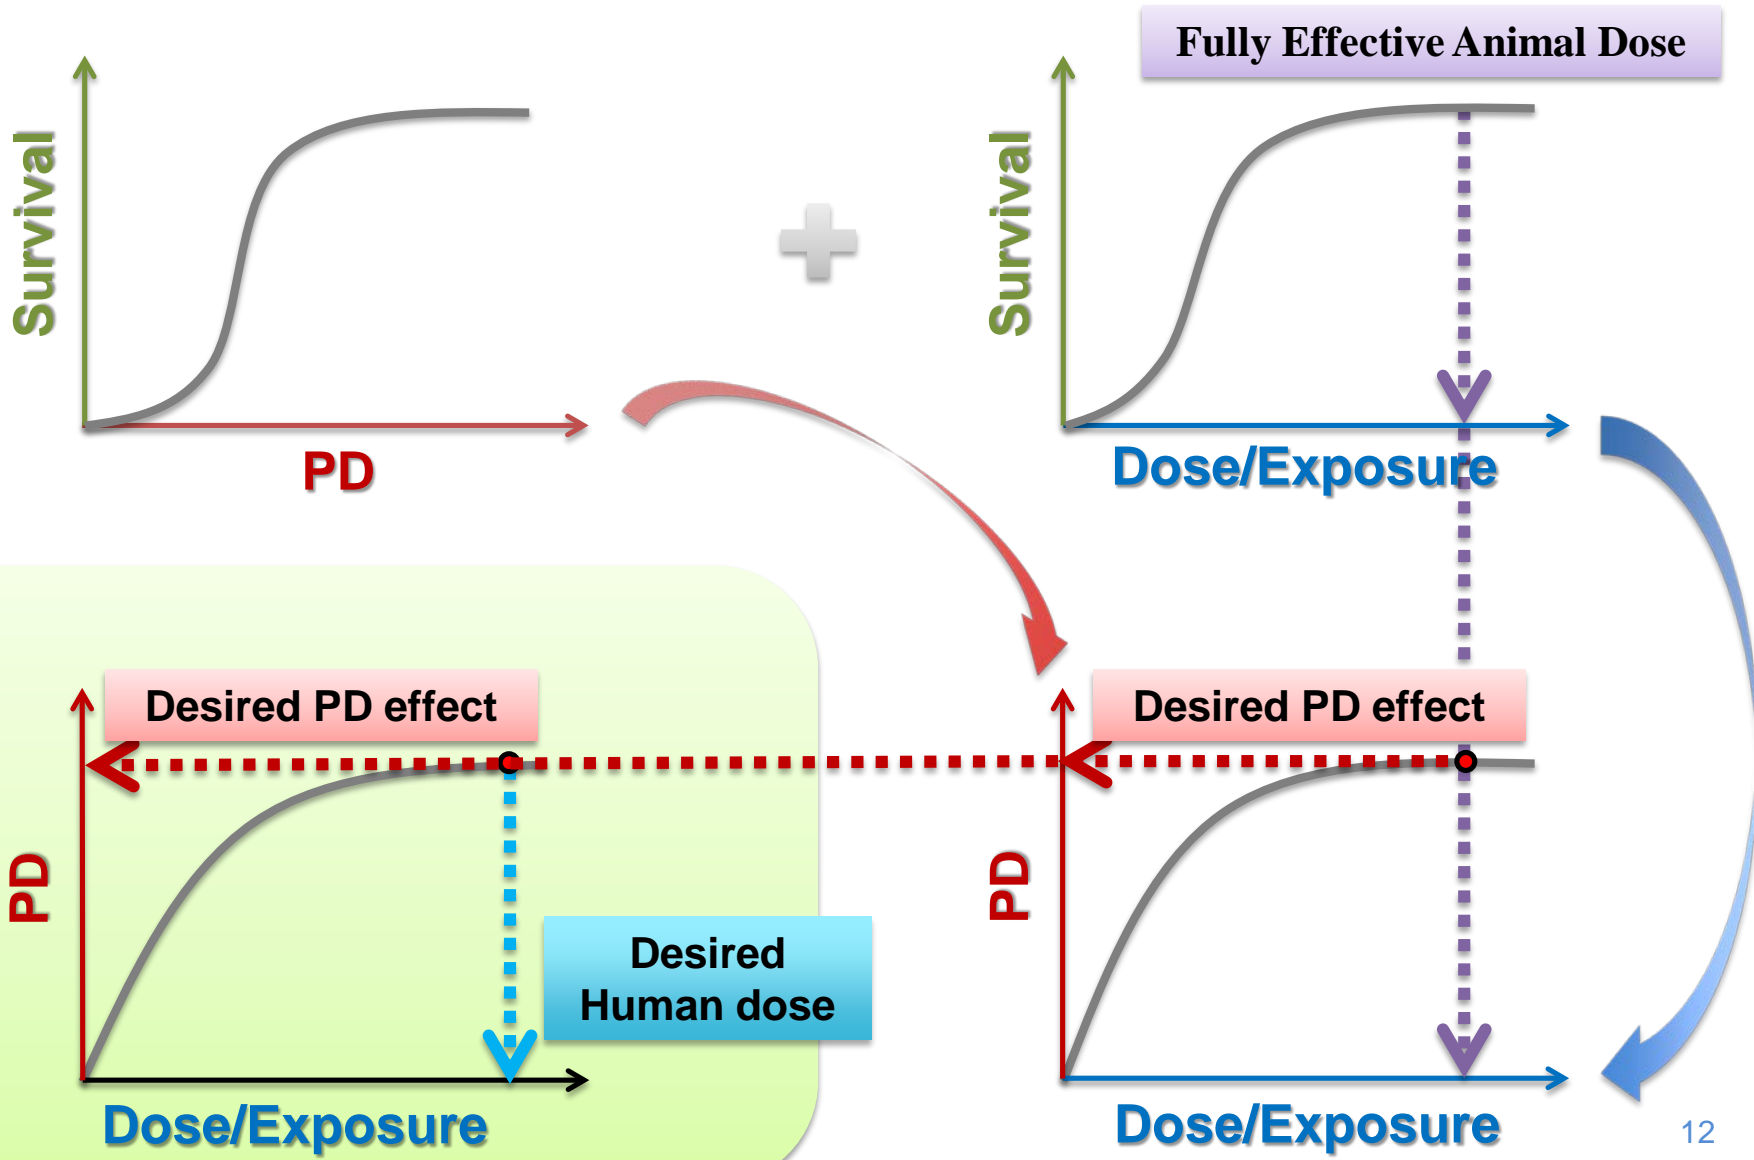 Fully Effective Animal Dose
Survival
PD
Survival
Dose/Exposure
Desired PD effect
PD
Desired
Human dose
Dose/Exposure
Desired PD effect
PD
Dose/Exposure
12